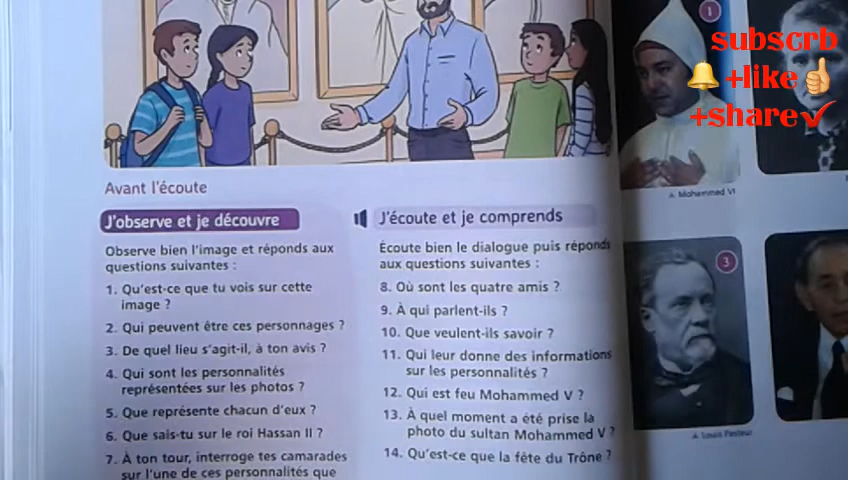 Avant l'écoute
J'observe et je découvre
Observe bien l'image et réponds aux
questions suivantes :
1. Qu'est-ce que tu vois sur cette
image ?
2. Qui peuvent être ces personnages ?
3. De quel lieu s'agit-il, à ton avis ?
4. Qui sont les personnalités
représentées sur les photos ?
5. Que représente chacun d'eux ?
6. Que sais-tu sur le roi Hassan II ?
7. À ton tour, interroge tes camarades
sur l'une de ces personnalités que
J'écoute et je comprends
Écoute bien le dialogue puis réponds
aux questions suivantes :
8. Où sont les quatre amis ?
9. À qui parlent-ils ?
10. Que veulent-ils savoir ?
11. Qui leur donne des informations
sur les personnalités ?
12. Qui est feu Mohammed V ?
13. À quel moment a été prise la
photo du sultan Mohammed V ?
14. Qu'est-ce que la fête du Trône ?
1
Mohammed VI
3
Louis Pasteur
subscrb
+like
+share